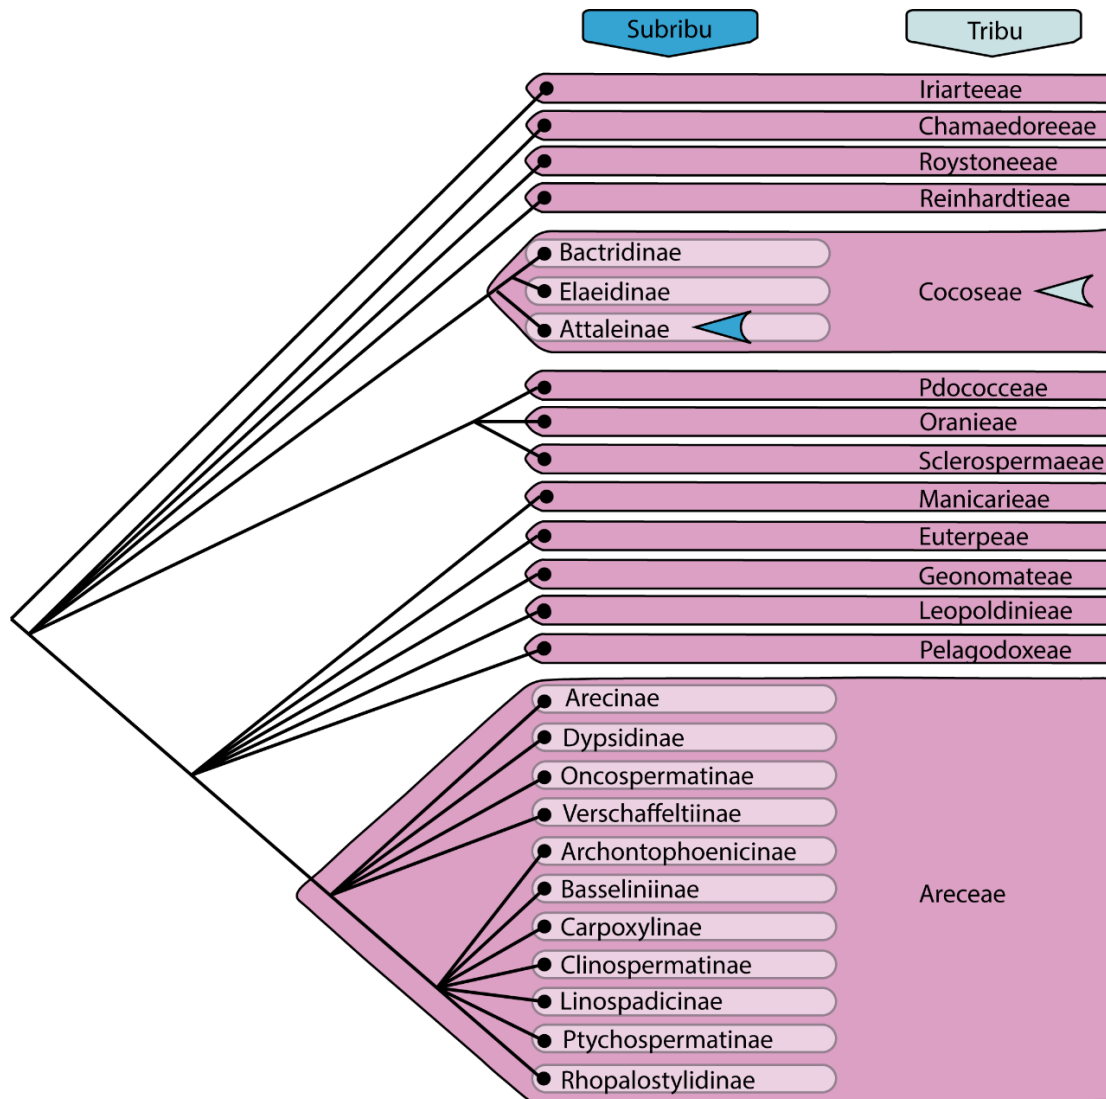 Subribu
Tribu
Iriarteeae
Chamaedoreeae
Roystoneeae
Reinhardtieae
Bactridinae
Elaeidinae
Cocoseae
Attaleinae
Pdococceae
Oranieae
Sclerospermaeae
Manicarieae
Euterpeae
Geonomateae
Leopoldinieae
Pelagodoxeae
Arecinae
Dypsidinae
Oncospermatinae
Verschaffeltiinae
Archontophoenicinae
Basseliniinae
Areceae
Carpoxylinae
Clinospermatinae
Linospadicinae
Ptychospermatinae
Rhopalostylidinae